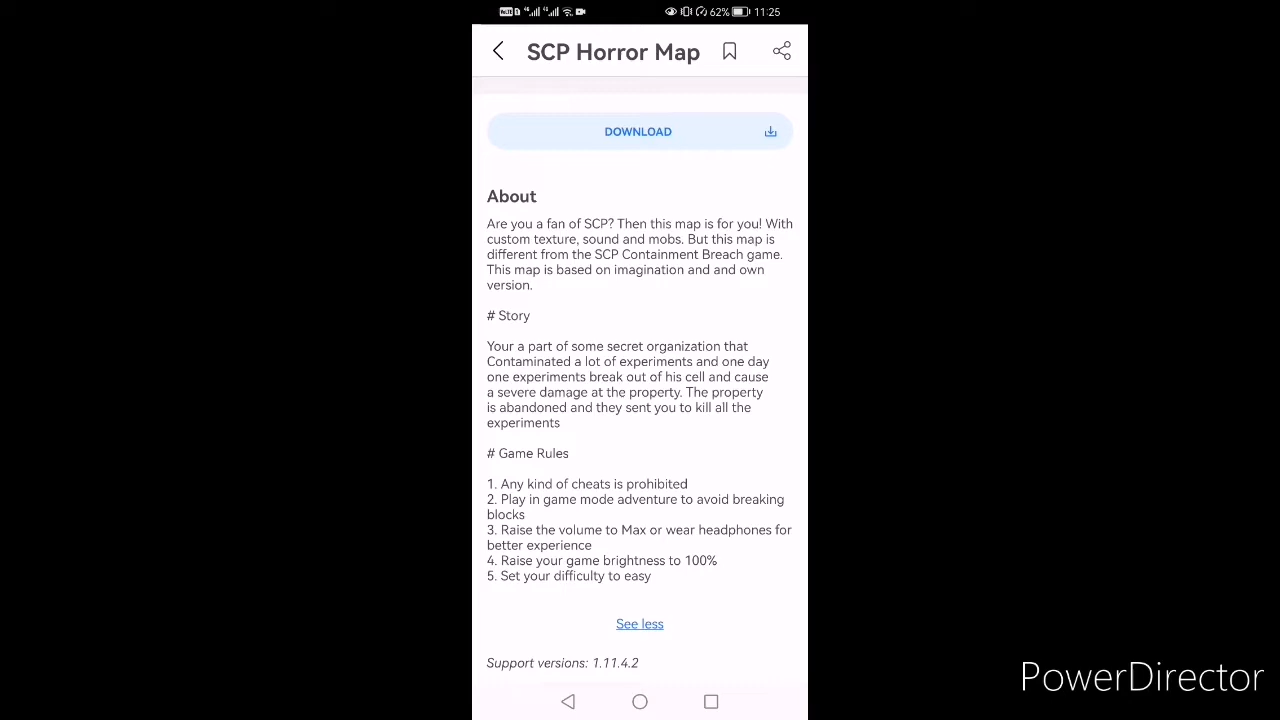 62% 11:25
SCP Horror Map
DOWNLOAD
About
Are you a fan of SCP? Then this map is for you! With
custom texture, sound and mobs. But this map is
different from the SCP Containment Breach game.
This map is based on imagination and and own
version.
# Story
Your a part of some secret organization that
Contaminated a lot of experiments and one day
one experiments break out of his cell and cause
a severe damage at the property. The property
is abandoned and they sent you to kill all the
experiments
# Game Rules
1. Any kind of cheats is prohibited
2. Play in game mode adventure to avoid breaking
blocks
3. Raise the volume to Max or wear headphones for
better experience
4. Raise your game brightness to 100%
5. Set your difficulty to easy
See less
Support versions: 1.11.4.2
PowerDirector